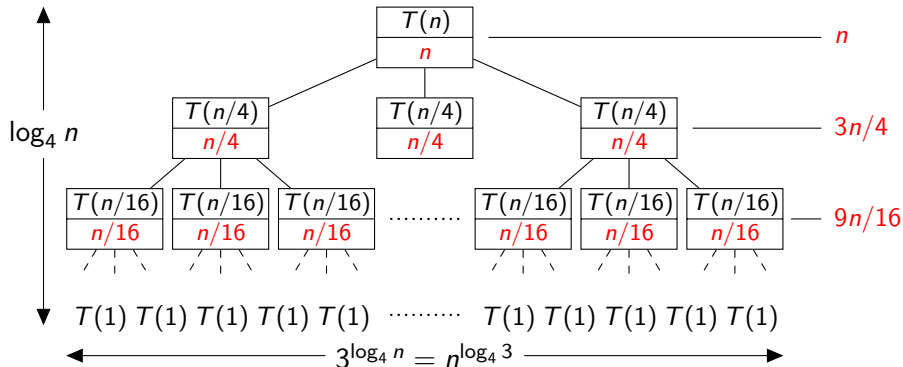 T(n)
n n
T(n/4) T(n/4) T(n/4)
log₄ n n/4 n/4 n/4 3n/4
T(n/16) T(n/16) T(n/16) ·········· T(n/16) T(n/16) T(n/16)
n/16 n/16 n/16 n/16 n/16 n/16 9n/16
T(1) T(1) T(1) T(1) T(1) ·········· T(1) T(1) T(1) T(1) T(1)
3^{log₄ n} = n^{log₄ 3}